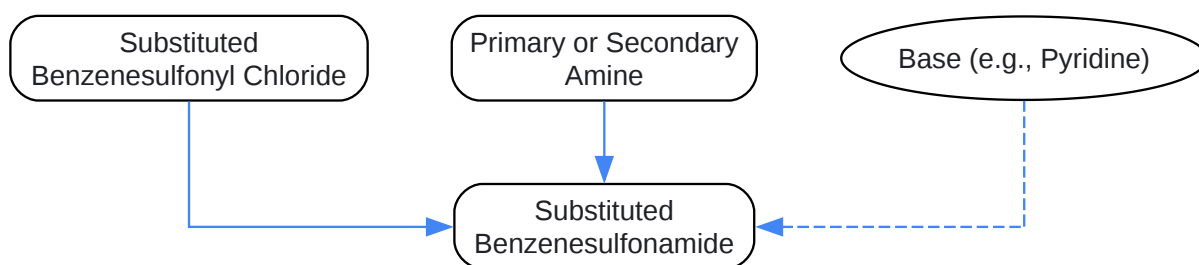 Substituted
Benzenesulfonyl Chloride
Primary or Secondary
Amine
Base (e.g., Pyridine)
Substituted
Benzenesulfonamide